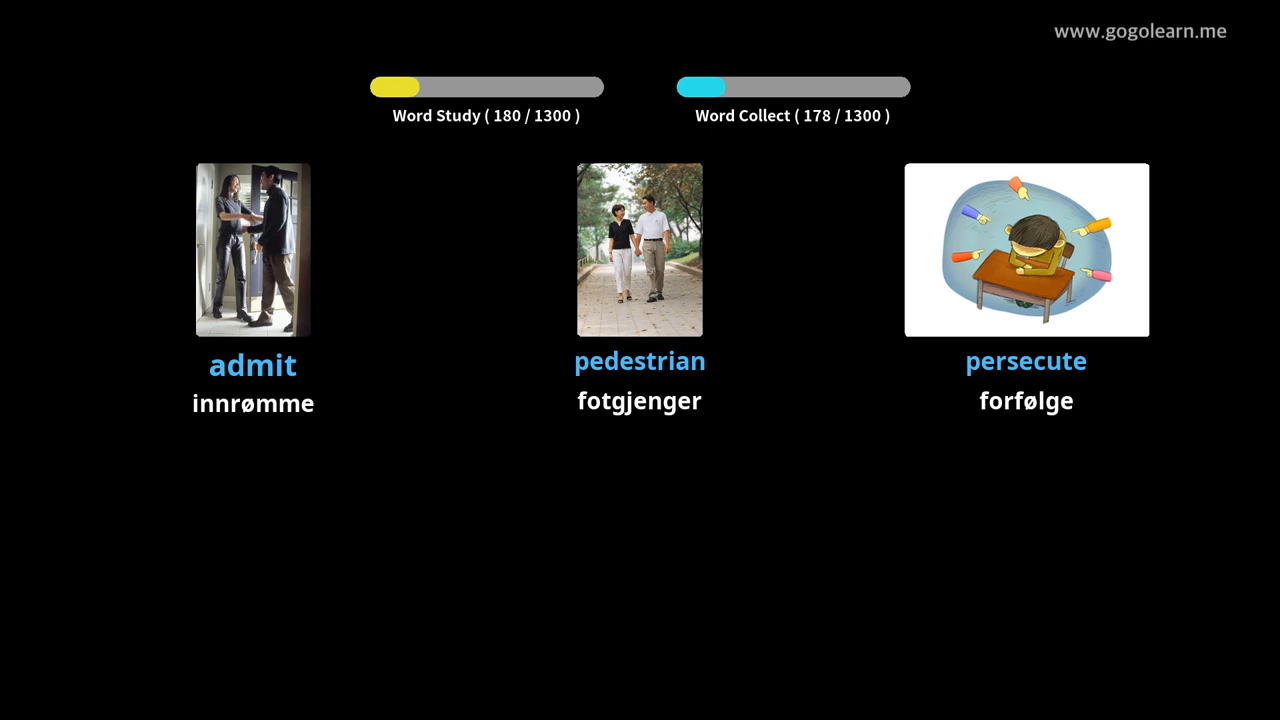 www.gogolearn.me
Word Study ( 180 / 1300 )
Word Collect ( 178 / 1300 )
admit
innrømme
pedestrian
fotgjenger
persecute
forfølge